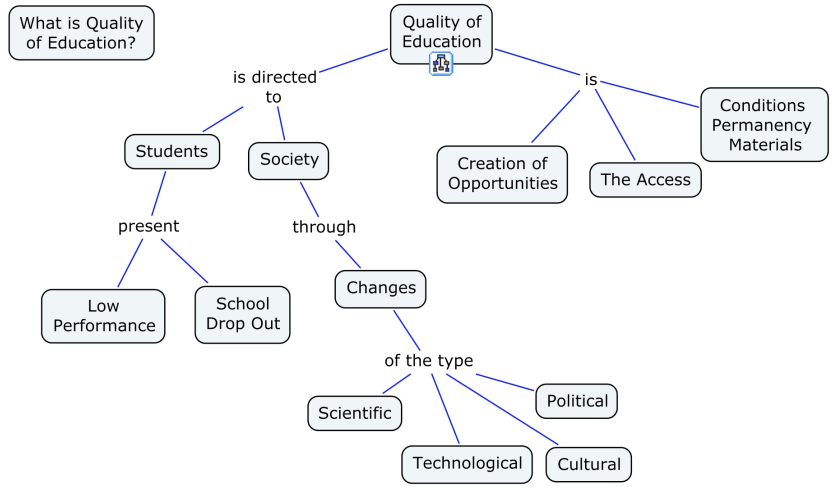 What is Quality
of Education?
Quality of
Education
is directed
to
is
Conditions
Permanency
Materials
Students
Society
Creation of
Opportunities
The Access
present
through
Low
Performance
School
Drop Out
Changes
of the type
Scientific
Political
Technological
Cultural